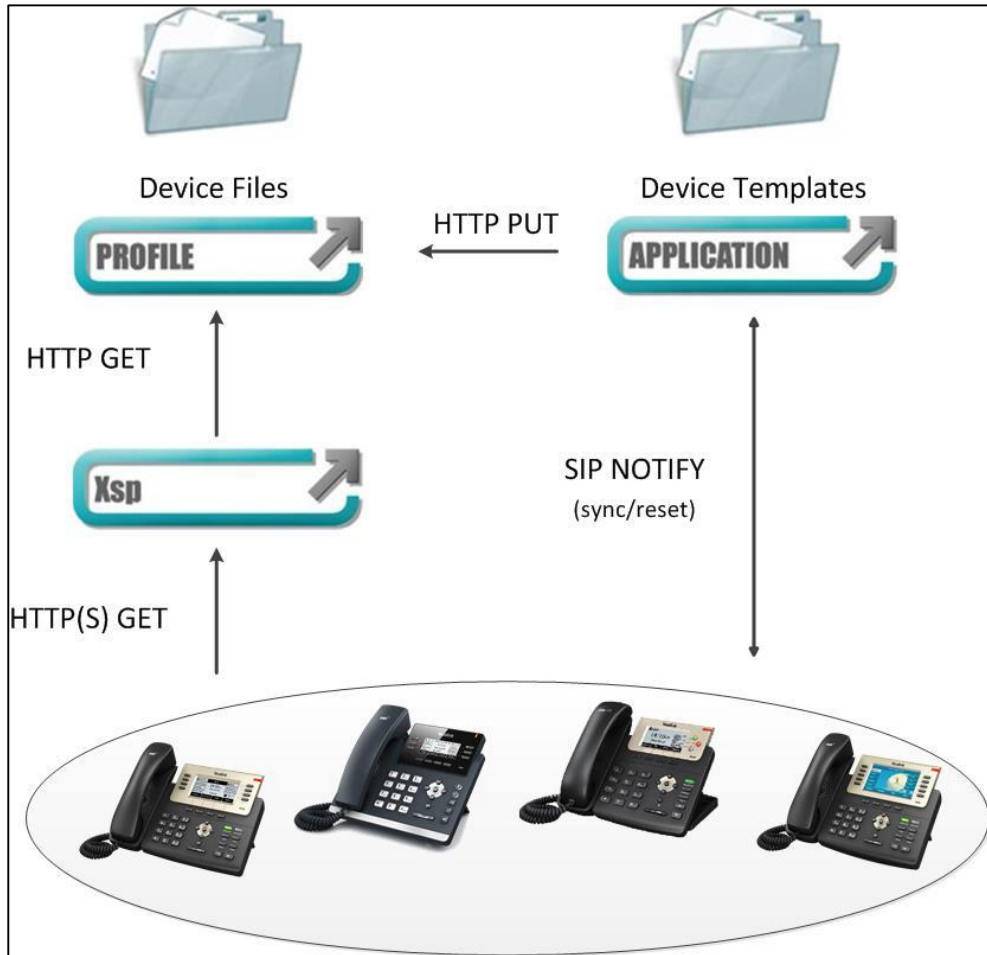 Device Files
Device Templates
PROFILE
HTTP PUT
APPLICATION
HTTP GET
Xsp
SIP NOTIFY
(sync/reset)
HTTP(S) GET